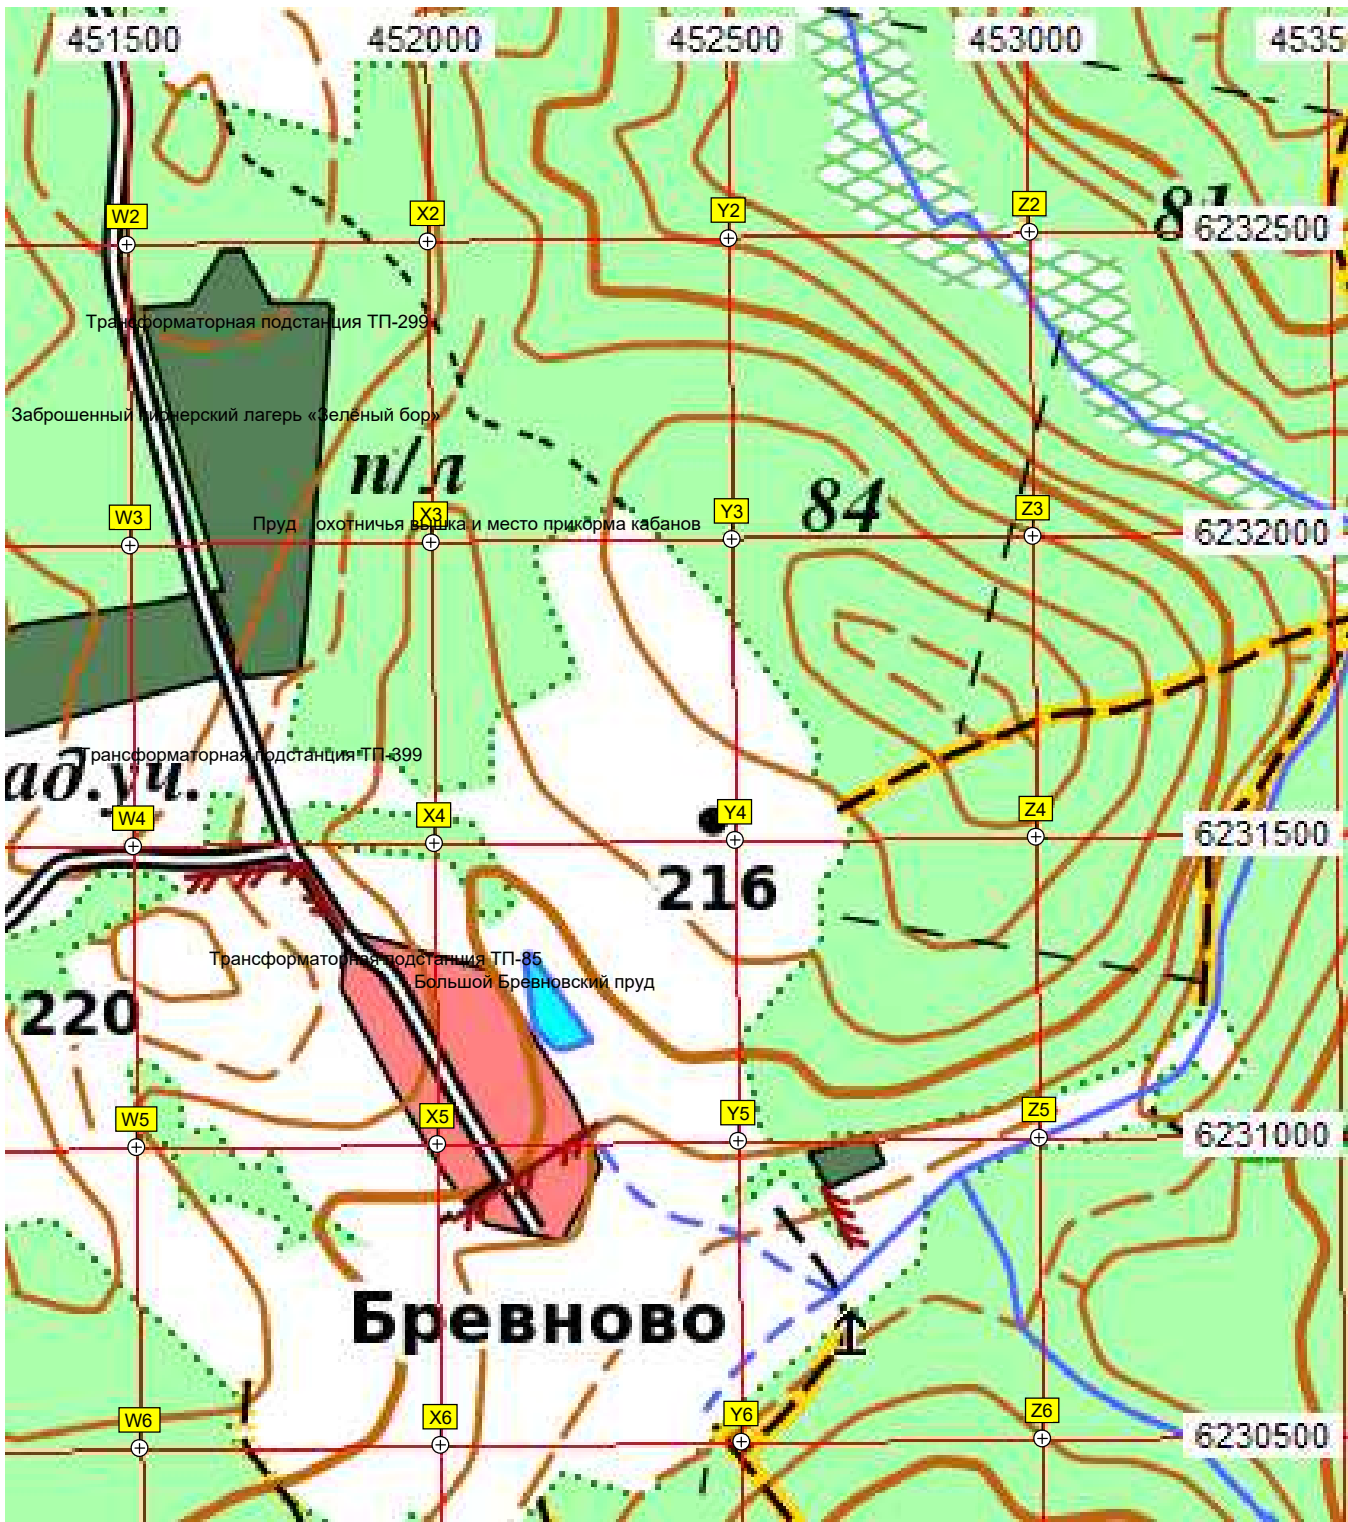 451500 452000 452500 453000 4535
W2 X2 Y2 Z2 81 6232500
Трансформаторная подстанция ТП-299
Заброшенный пионерский лагерь «Зелёный бор»
п/л
84
W3 X3 Y3 Z3 6232000
Пруд охотничья вышка и место прикорма кабанов
Трансформаторная подстанция ТП-399
ад.уч.
W4 X4 Y4 Z4 6231500
216
Трансформаторная подстанция ТП-85
Большой Бревновский пруд
220
W5 X5 Y5 Z5 6231000
Бревново
W6 X6 Y6 Z6 6230500